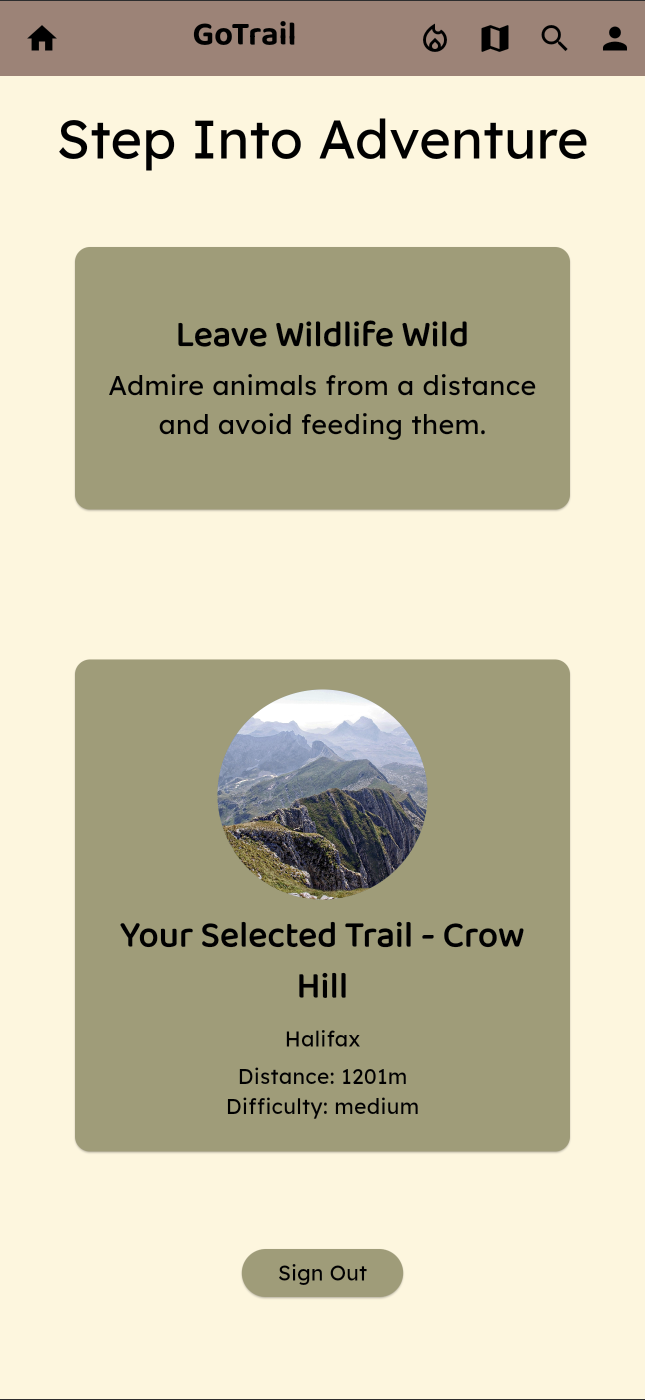 GoTrail
Step Into Adventure
Leave Wildlife Wild
Admire animals from a distance
and avoid feeding them.
Your Selected Trail - Crow
Hill
Halifax
Distance: 1201m
Difficulty: medium
Sign Out